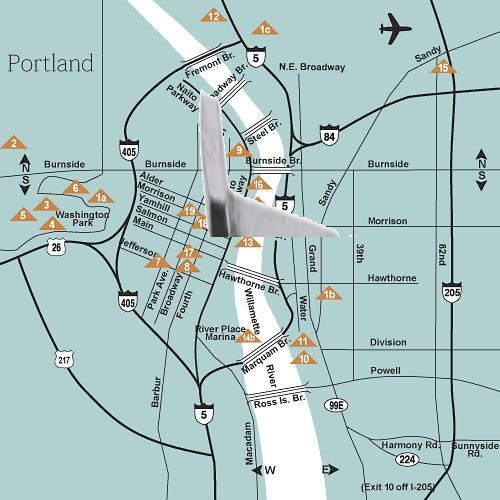 12
1c
Portland
Fremont Br.
5
Sandy
N.E. Broadway
15
Broadway Br.
Naito
Parkway
84
Steel Br.
405
2
9
N
S
Burnside
Burnside
Burnside Br.
Burnside
N
S
Alder
Morrison
Yamhill
Salmon
Main
Jefferson
6
1a
3
5
4
Washington
Park
16
way
5
Sandy
19
18
Morrison
26
13
17
7
8
Grand
39th
82nd
Hawthorne Br.
Hawthorne
Park Ave.
Broadway
Fourth
405
Willamette
River
Water
1b
205
River Place
Marina
14b
11
10
Marquam Br.
Division
217
Powell
Barbur
Ross Is. Br.
5
99E
Macadam
Harmony Rd.
Sunnyside
Rd.
224
W
E
(Exit 10 off I-205)